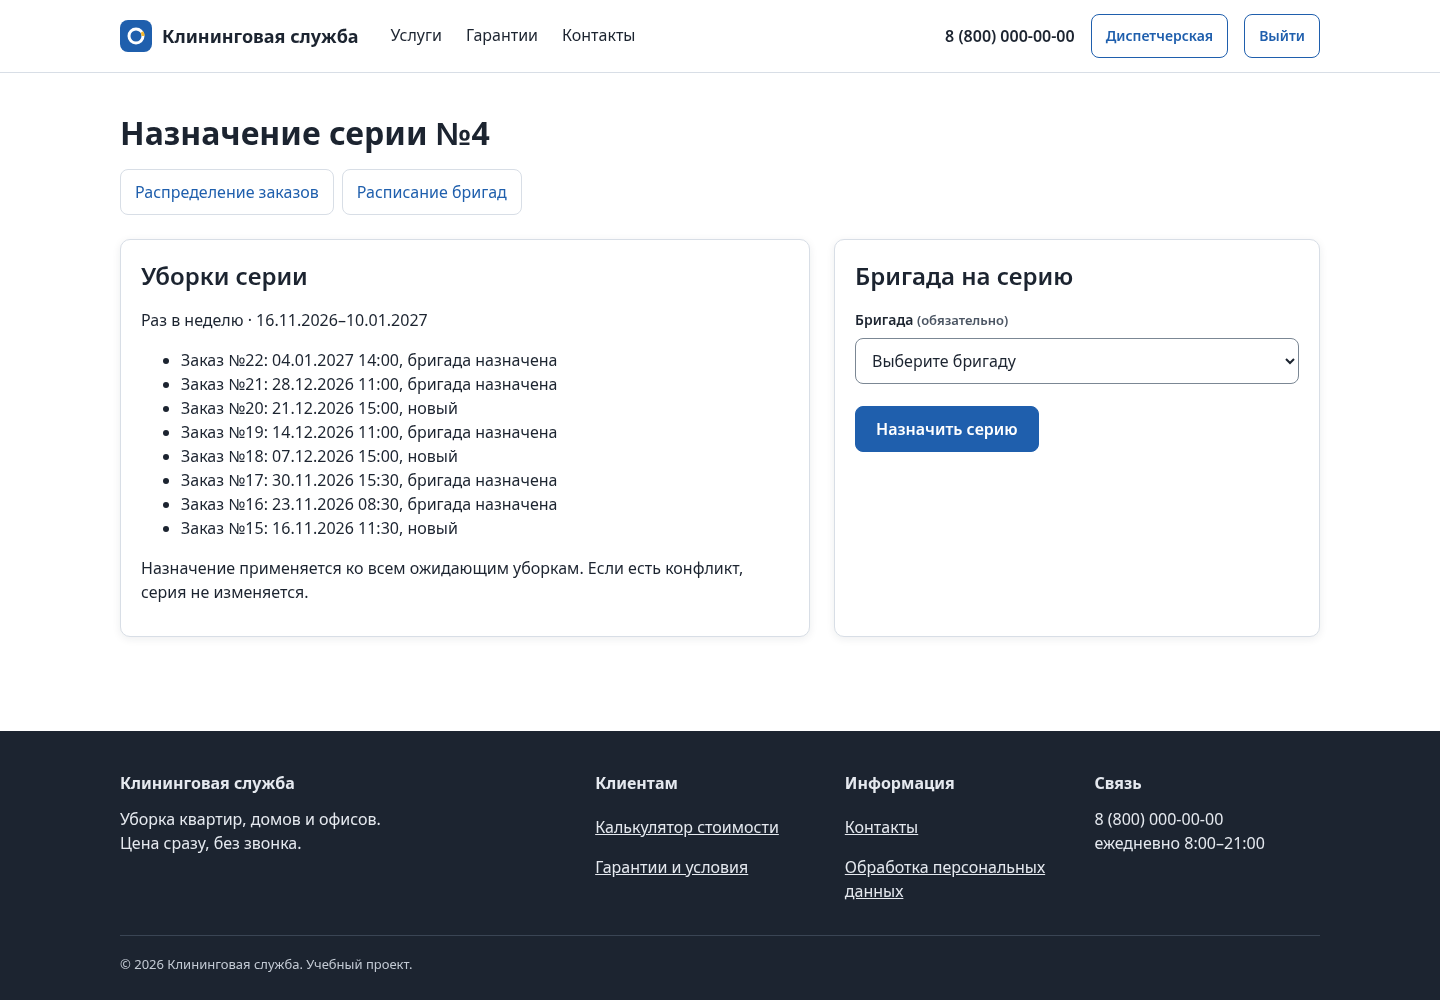 Клининговая служба
Услуги
Гарантии
Контакты
8 (800) 000-00-00
Диспетчерская
Выйти
Назначение серии №4
Распределение заказов
Расписание бригад
Уборки серии
Раз в неделю · 16.11.2026–10.01.2027
Заказ №22: 04.01.2027 14:00, бригада назначена
Заказ №21: 28.12.2026 11:00, бригада назначена
Заказ №20: 21.12.2026 15:00, новый
Заказ №19: 14.12.2026 11:00, бригада назначена
Заказ №18: 07.12.2026 15:00, новый
Заказ №17: 30.11.2026 15:30, бригада назначена
Заказ №16: 23.11.2026 08:30, бригада назначена
Заказ №15: 16.11.2026 11:30, новый
Назначение применяется ко всем ожидающим уборкам. Если есть конфликт,
серия не изменяется.
Бригада на серию
Бригада (обязательно)
Выберите бригаду
Назначить серию
Клининговая служба
Уборка квартир, домов и офисов.
Цена сразу, без звонка.
Клиентам
Калькулятор стоимости
Гарантии и условия
Информация
Контакты
Обработка персональных
данных
Связь
8 (800) 000-00-00
ежедневно 8:00–21:00
© 2026 Клининговая служба. Учебный проект.